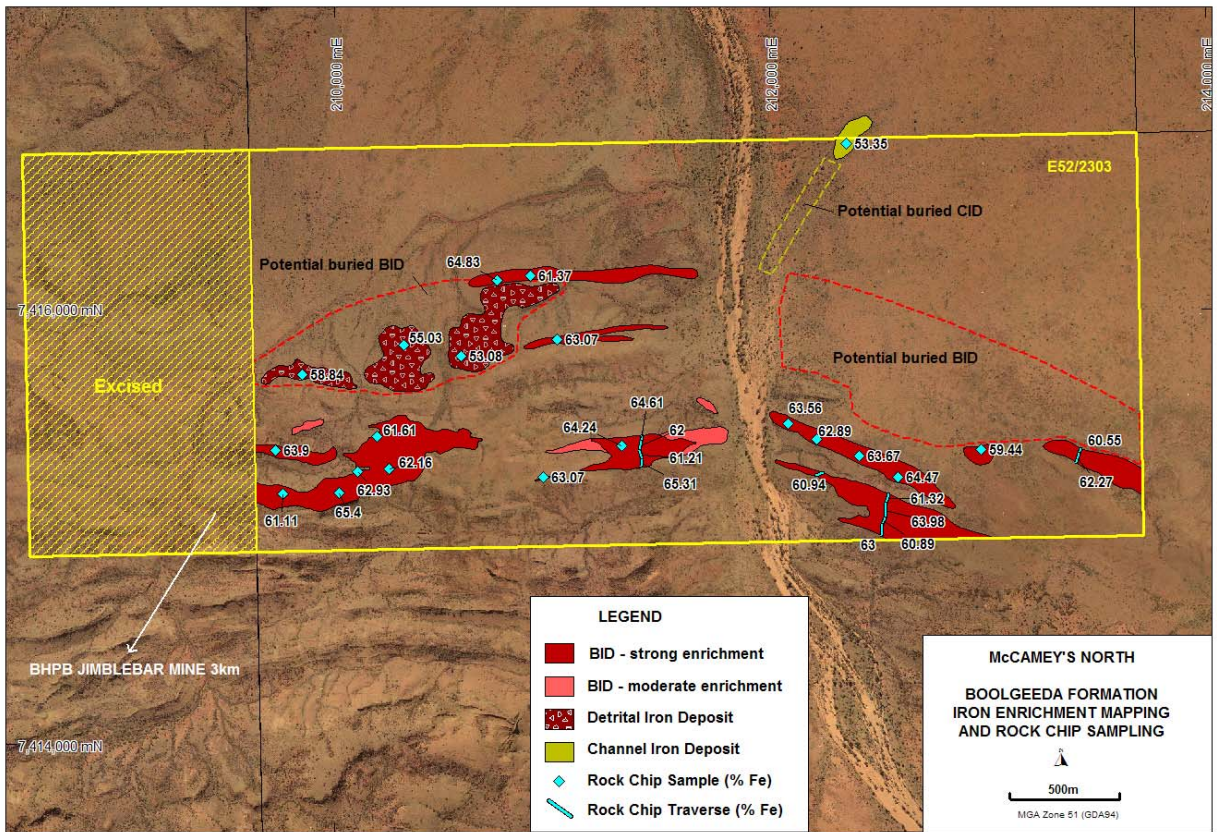 210,000 mE
212,000 mE
214,000 mE
53.35
E52/2303
Potential buried CID
Potential buried BID
64.83
61.37
7,416,000 mN
55.03
53.08
63.07
58.84
Excised
Potential buried BID
64.61
64.24
62
61.21
65.31
63.07
63.9
61.61
62.16
62.93
65.4
61.11
63.56
62.89
63.67
64.47
59.44
60.55
62.27
60.94
61.32
63.98
60.89
63
BHPB JIMBLEBAR MINE 3km
7,414,000 mN
LEGEND
BID - strong enrichment
BID - moderate enrichment
Detrital Iron Deposit
Channel Iron Deposit
Rock Chip Sample (% Fe)
Rock Chip Traverse (% Fe)
McCAMEY'S NORTH
BOOLGEEDA FORMATION
IRON ENRICHMENT MAPPING
AND ROCK CHIP SAMPLING
500m
MGA Zone 51 (GDA94)